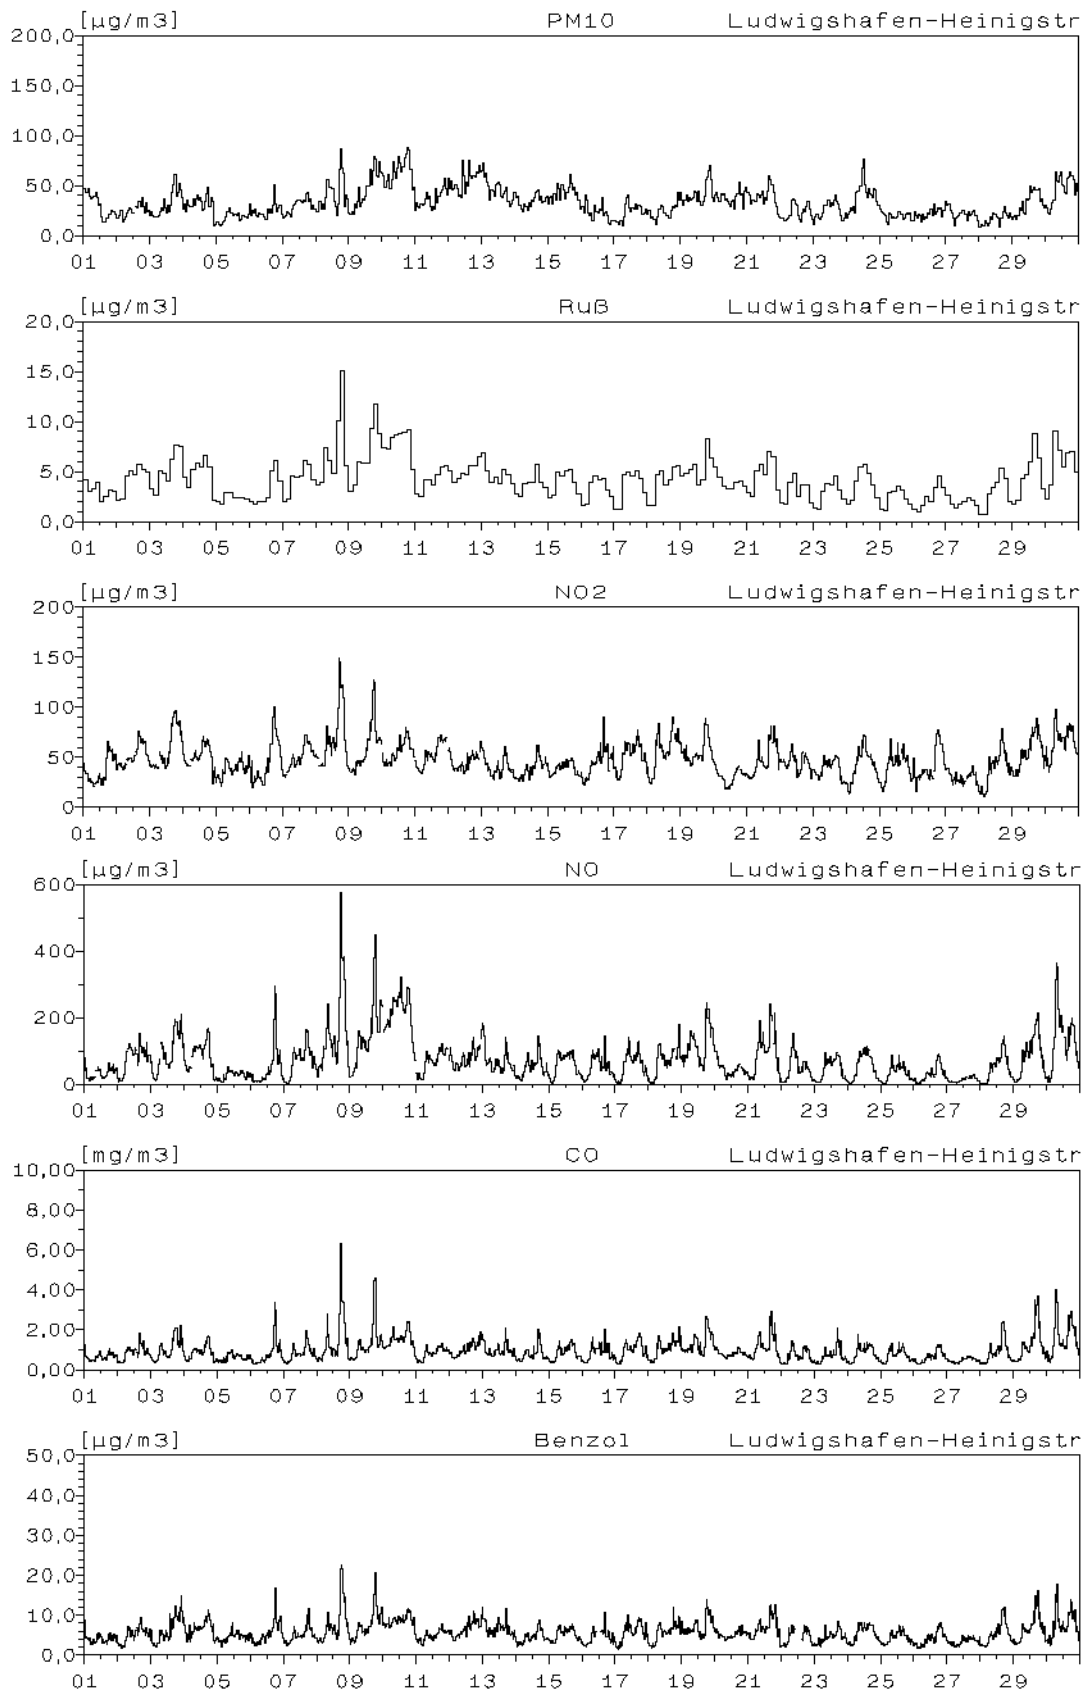 [µg/m3] PM10 Ludwigshafen-Heinigstr
200,0
150,0
100,0
50,0
0,0
01 03 05 07 09 11 13 15 17 19 21 23 25 27 29
[µg/m3] Ruß Ludwigshafen-Heinigstr
20,0
15,0
10,0
5,0
0,0
01 03 05 07 09 11 13 15 17 19 21 23 25 27 29
[µg/m3] NO2 Ludwigshafen-Heinigstr
200
150
100
50
0
01 03 05 07 09 11 13 15 17 19 21 23 25 27 29
[µg/m3] NO Ludwigshafen-Heinigstr
600
400
200
0
01 03 05 07 09 11 13 15 17 19 21 23 25 27 29
[mg/m3] CO Ludwigshafen-Heinigstr
10,00
8,00
6,00
4,00
2,00
0,00
01 03 05 07 09 11 13 15 17 19 21 23 25 27 29
[µg/m3] Benzol Ludwigshafen-Heinigstr
50,0
40,0
30,0
20,0
10,0
0,0
01 03 05 07 09 11 13 15 17 19 21 23 25 27 29